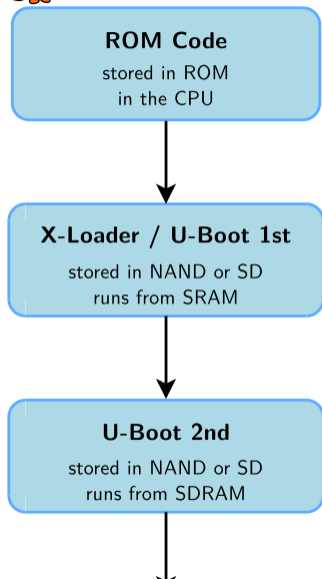 ROM Code
stored in ROM
in the CPU
X-Loader / U-Boot 1st
stored in NAND or SD
runs from SRAM
U-Boot 2nd
stored in NAND or SD
runs from SDRAM